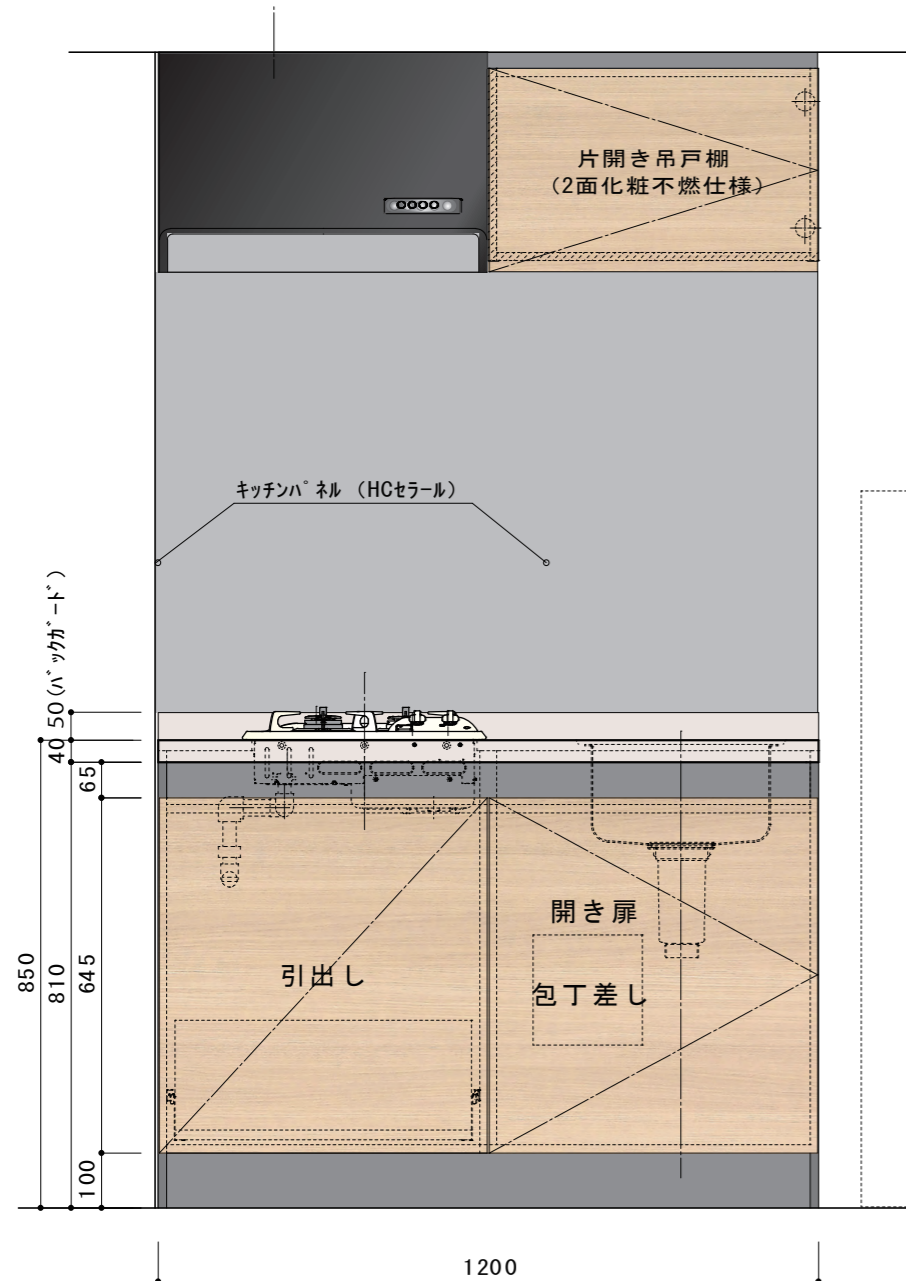 片開き吊戸棚
(2面化粧不燃仕様)
キッチンパネル (HCセラール)
50(バックガード)
40
65
開き扉
引出し
包丁差し
850
810
645
100
1200